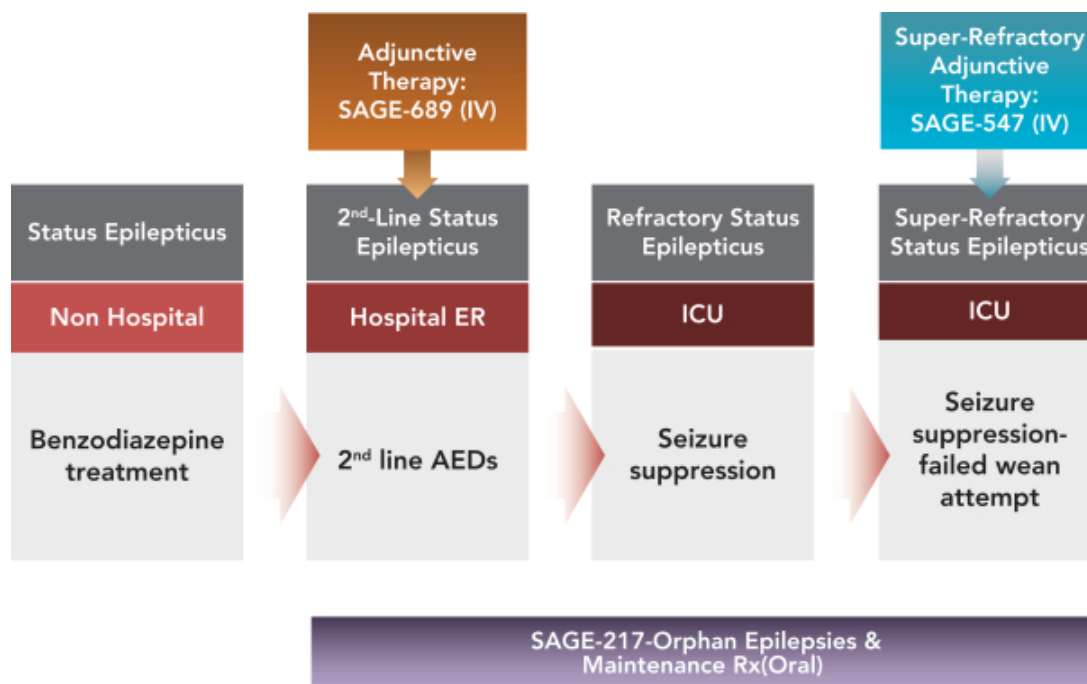 Adjunctive
Therapy:
SAGE-689 (IV)
Super-Refractory
Adjunctive
Therapy:
SAGE-547 (IV)
Status Epilepticus
2nd-Line Status
Epilepticus
Refractory Status
Epilepticus
Super-Refractory
Status Epilepticus
Non Hospital
Hospital ER
ICU
ICU
Benzodiazepine
treatment
2nd line AEDs
Seizure
suppression
Seizure
suppression-
failed wean
attempt
SAGE-217-Orphan Epilepsies &
Maintenance Rx(Oral)